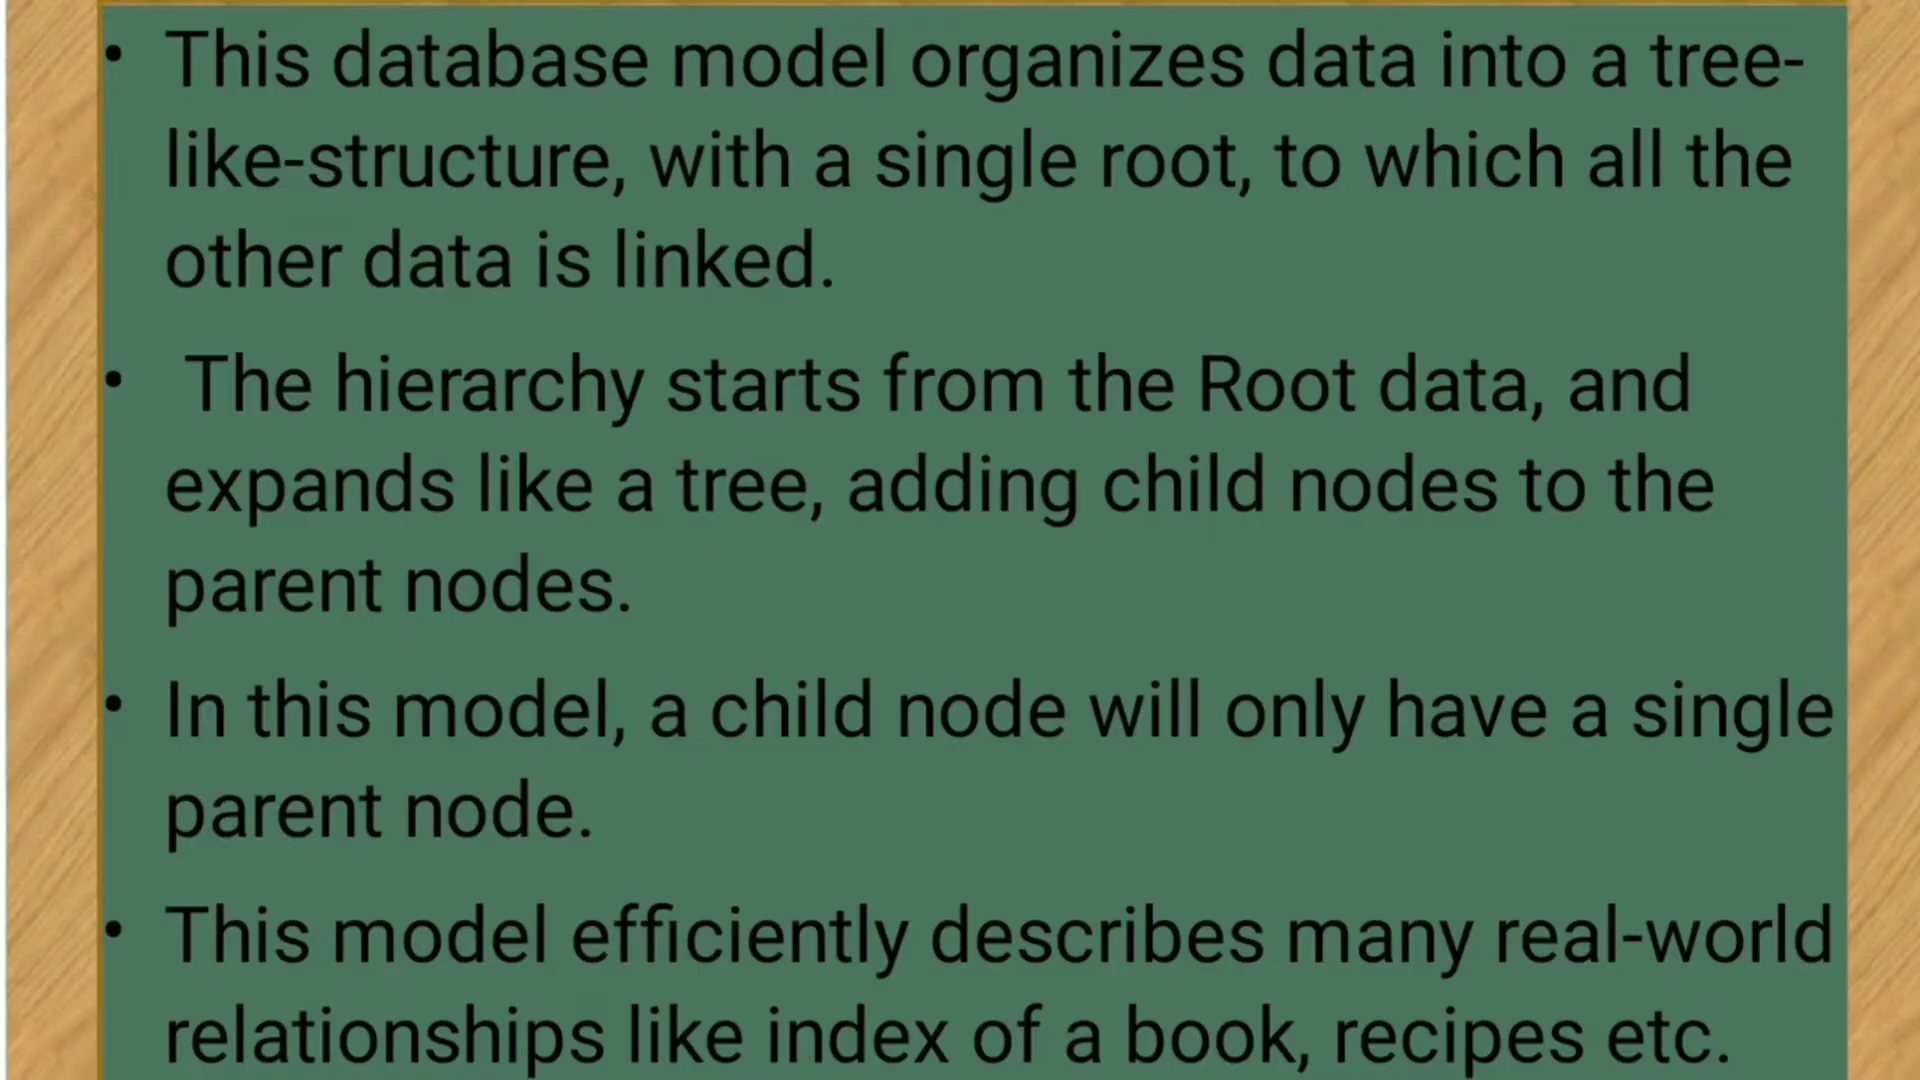 • This database model organizes data into a tree-
like-structure, with a single root, to which all the
other data is linked.
• The hierarchy starts from the Root data, and
expands like a tree, adding child nodes to the
parent nodes.
• In this model, a child node will only have a single
parent node.
• This model efficiently describes many real-world
relationships like index of a book, recipes etc.